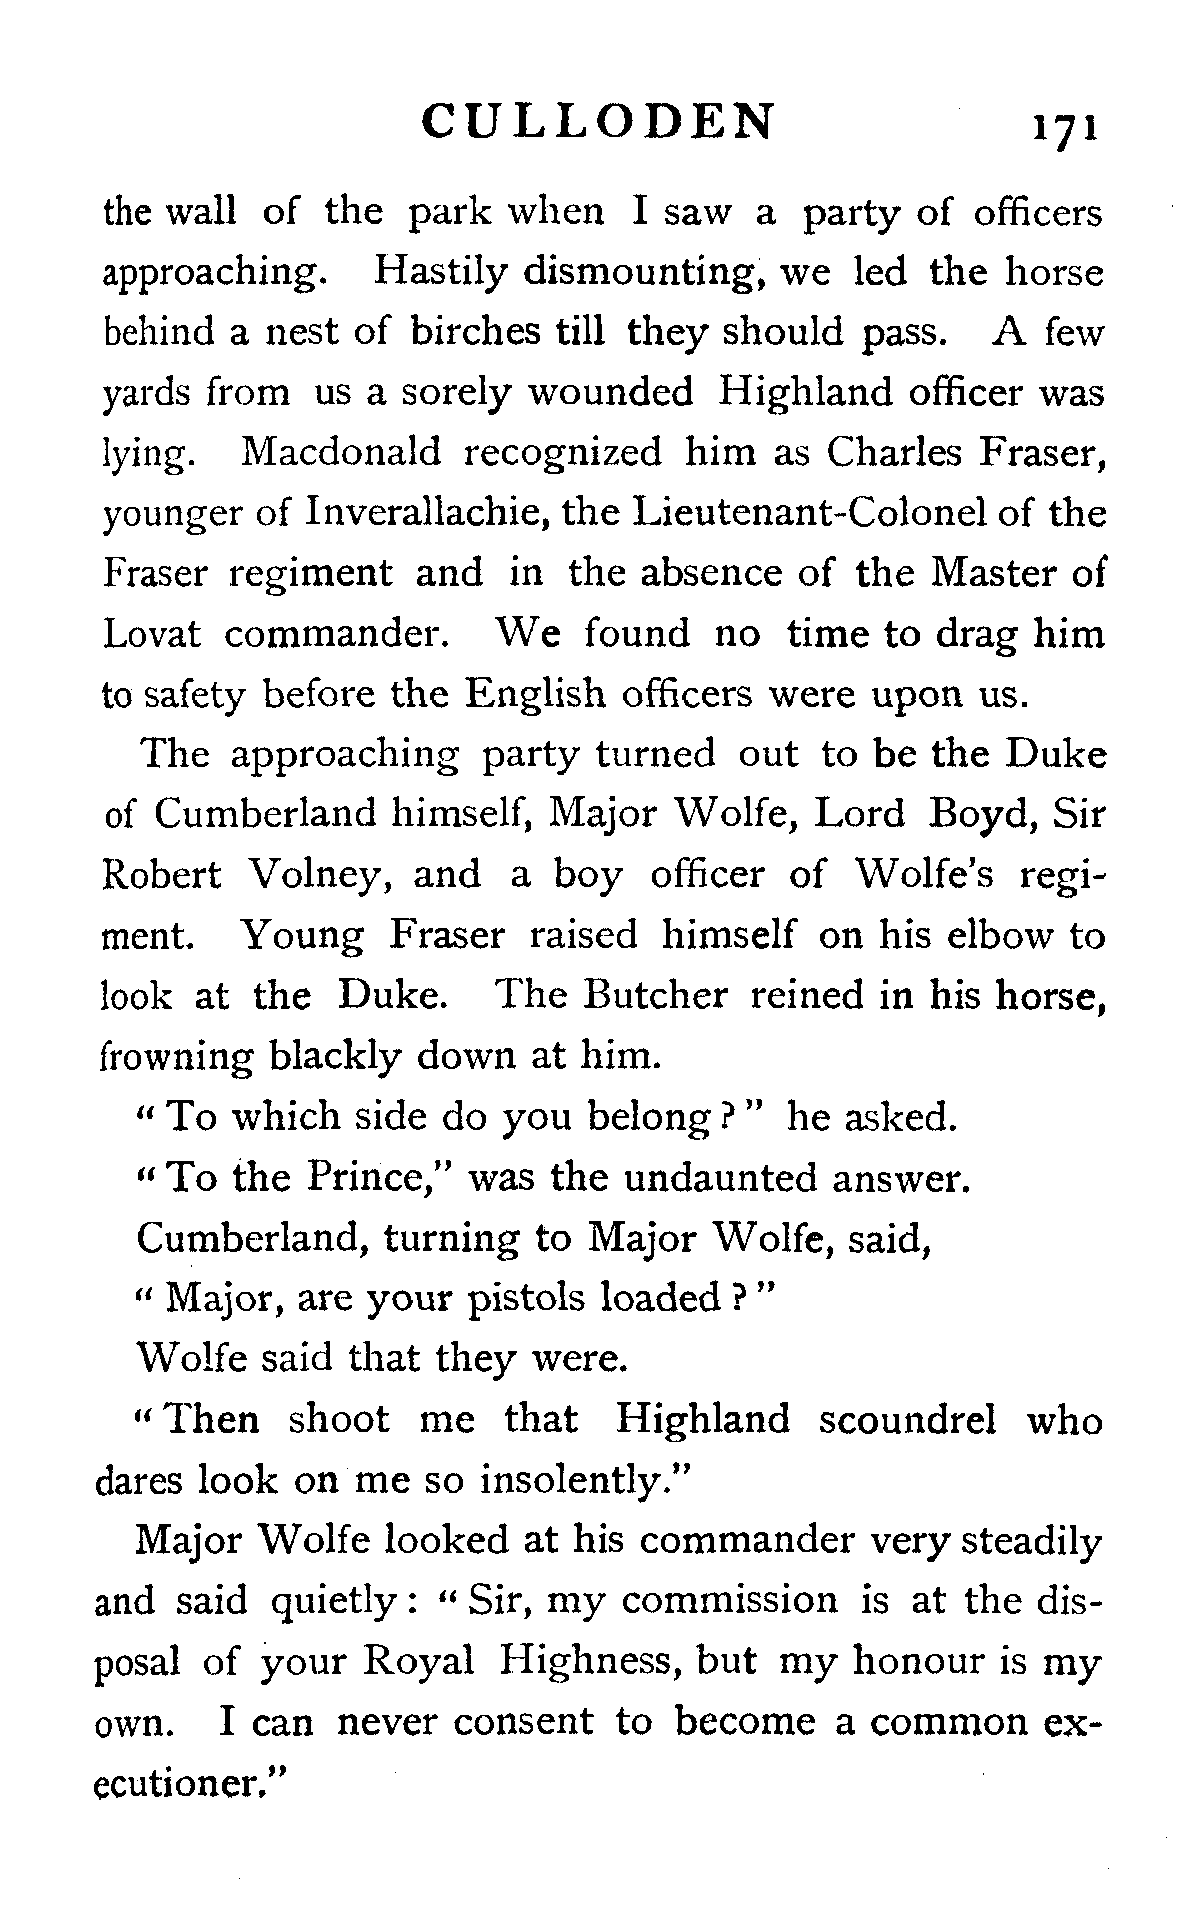 CULLODEN 171
the wall of the park when I saw a party of officers
approaching. Hastily dismounting, we led the horse
behind a nest of birches till they should pass. A few
yards from us a sorely wounded Highland officer was
lying. Macdonald recognized him as Charles Fraser,
younger of Inverallachie, the Lieutenant-Colonel of the
Fraser regiment and in the absence of the Master of
Lovat commander. We found no time to drag him
to safety before the English officers were upon us.
The approaching party turned out to be the Duke
of Cumberland himself, Major Wolfe, Lord Boyd, Sir
Robert Volney, and a boy officer of Wolfe's regi-
ment. Young Fraser raised himself on his elbow to
look at the Duke. The Butcher reined in his horse,
frowning blackly down at him.
“ To which side do you belong ? ” he asked.
“ To the Prince,” was the undaunted answer.
Cumberland, turning to Major Wolfe, said,
“ Major, are your pistols loaded ? ”
Wolfe said that they were.
“ Then shoot me that Highland scoundrel who
dares look on me so insolently.”
Major Wolfe looked at his commander very steadily
and said quietly : “ Sir, my commission is at the dis-
posal of your Royal Highness, but my honour is my
own. I can never consent to become a common ex-
ecutioner.”